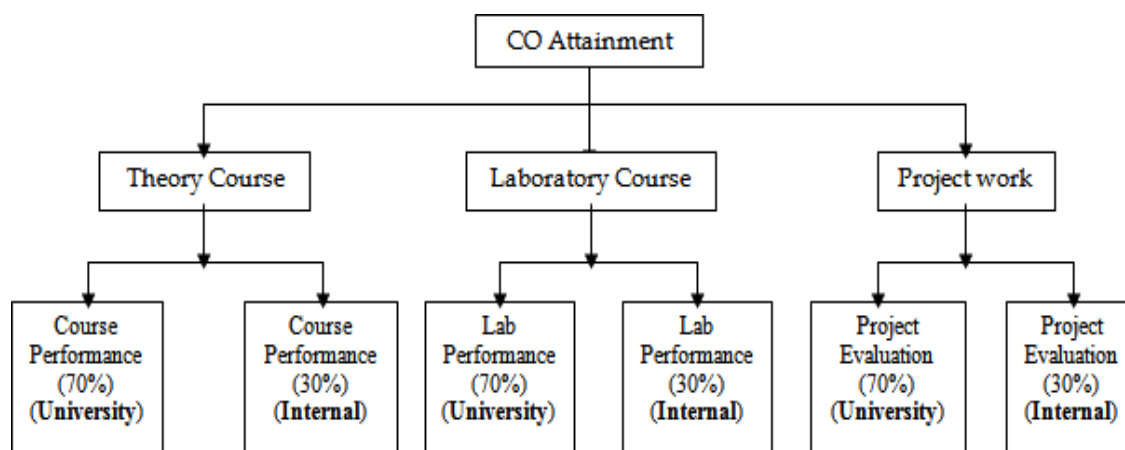 CO Attainment
Theory Course
Laboratory Course
Project work
Course
Performance
(70%)
(University)
Course
Performance
(30%)
(Internal)
Lab
Performance
(70%)
(University)
Lab
Performance
(30%)
(Internal)
Project
Evaluation
(70%)
(University)
Project
Evaluation
(30%)
(Internal)